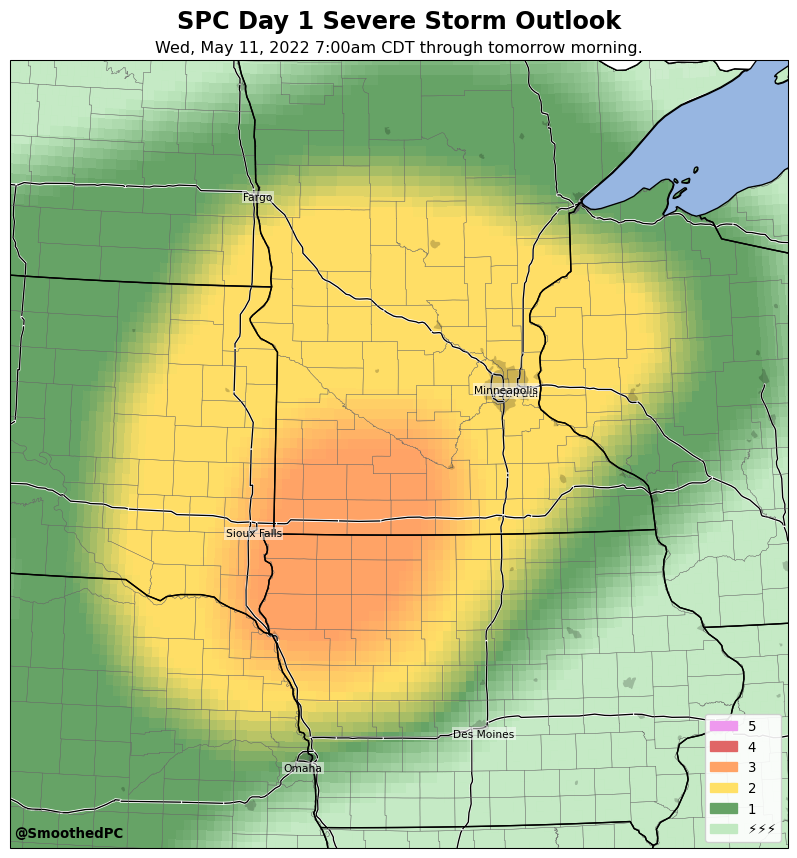 SPC Day 1 Severe Storm Outlook
Wed, May 11, 2022 7:00am CDT through tomorrow morning.
Fargo
Minneapolis
Sioux Falls
Des Moines
Omaha
5
4
3
2
1
⚡⚡⚡
@SmoothedPC